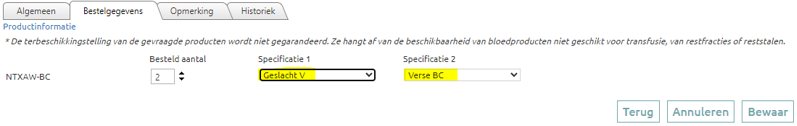 Algemeen Bestelgegevens Opmerking Historiek
Productinformatie
* De terbeschikkingstelling van de gevraagde producten wordt niet gegarandeerd. Ze hangt af van de beschikbaarheid van bloedproducten niet geschikt voor transfusie, van restfracties of reststalen.
Besteld aantal Specificatie 1 Specificatie 2
NTXAW-BC 2 Geslacht V Verse BC
Terug Annuleren Bewaar